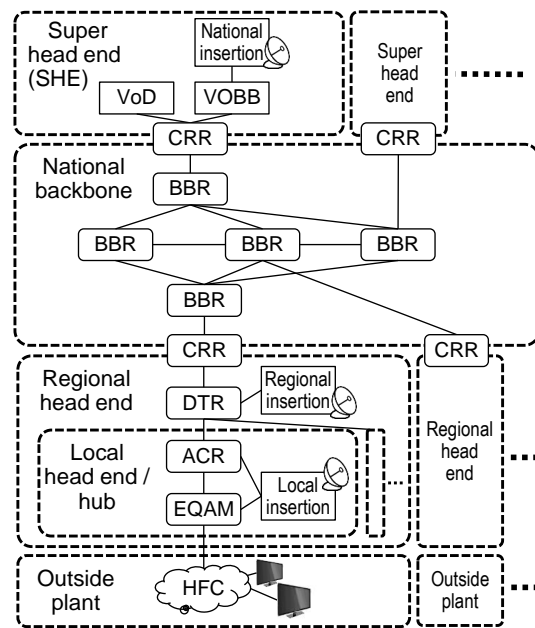 Super
head end
(SHE)
National
insertion
VoD
VOBB
Super
head
end
CRR
CRR
National
backbone
BBR
BBR
BBR
BBR
BBR
CRR
CRR
Regional
head end
DTR
Regional
insertion
Regional
head
end
Local
head end /
hub
ACR
EQAM
Local
insertion
Outside
plant
HFC
Outside
plant